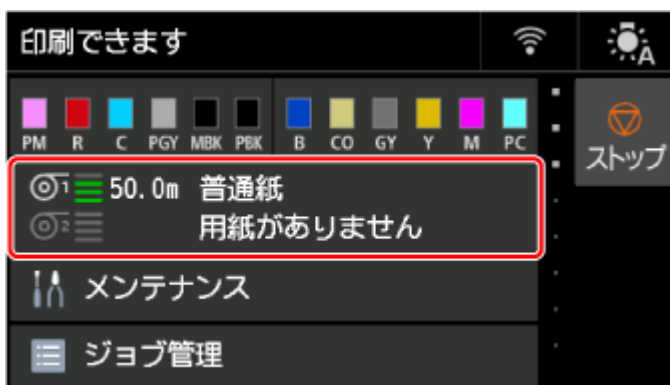 印刷できます
A
PM R C PGY MBK PBK B CO GY Y M PC
ストップ
1 50.0m 普通紙
2 用紙がありません
メンテナンス
ジョブ管理